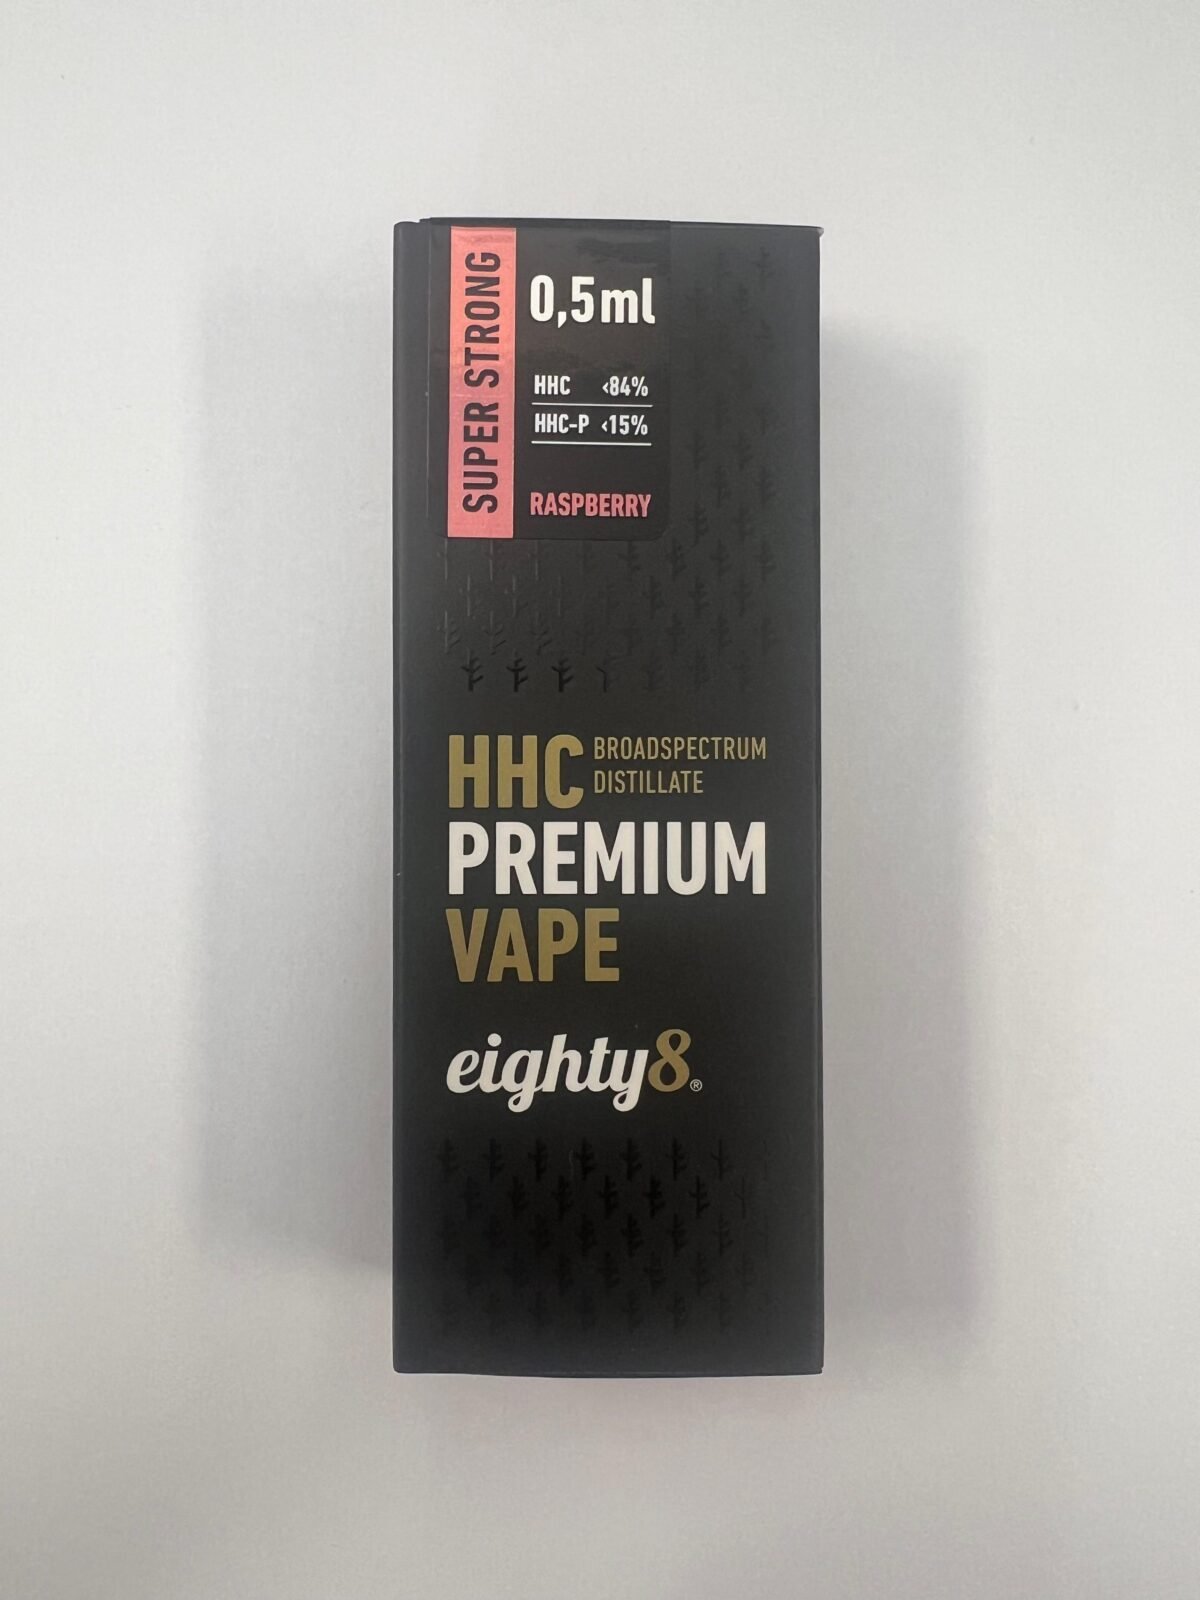 SUPER STRONG
0,5ml
HHC <84%
HHC-P <15%
RASPBERRY
HHC BROADSPECTRUM
DISTILLATE
PREMIUM
VAPE
eighty8®